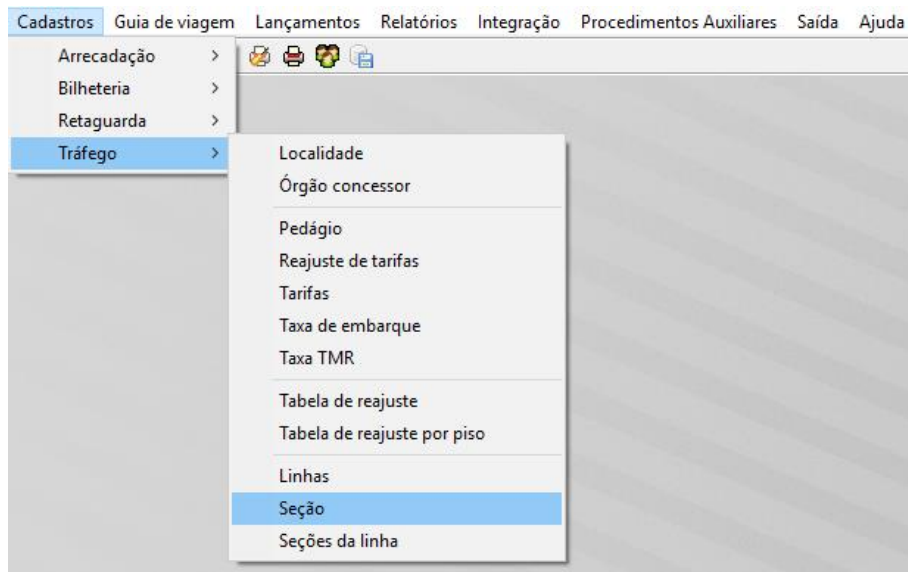 Cadastros Guia de viagem Lançamentos Relatórios Integração Procedimentos Auxiliares Saída Ajuda
Arrecadação >
Bilheteria >
Retaguarda >
Tráfego >
Localidade
Órgão concessor
Pedágio
Reajuste de tarifas
Tarifas
Taxa de embarque
Taxa TMR
Tabela de reajuste
Tabela de reajuste por piso
Linhas
Seção
Seções da linha